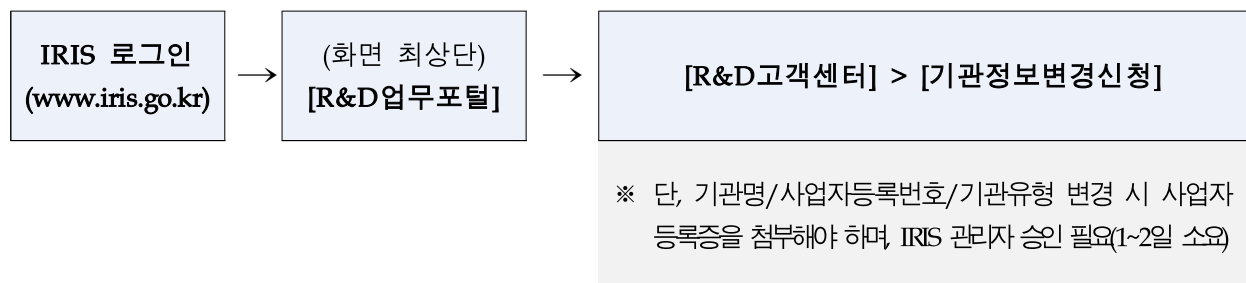 IRIS 로그인
(www.iris.go.kr)
→
(화면 최상단)
[R&D업무포털]
→
[R&D고객센터] > [기관정보변경신청]
※ 단, 기관명/사업자등록번호/기관유형 변경 시 사업자
등록증을 첨부해야 하며, IRIS 관리자 승인 필요(1~2일 소요)